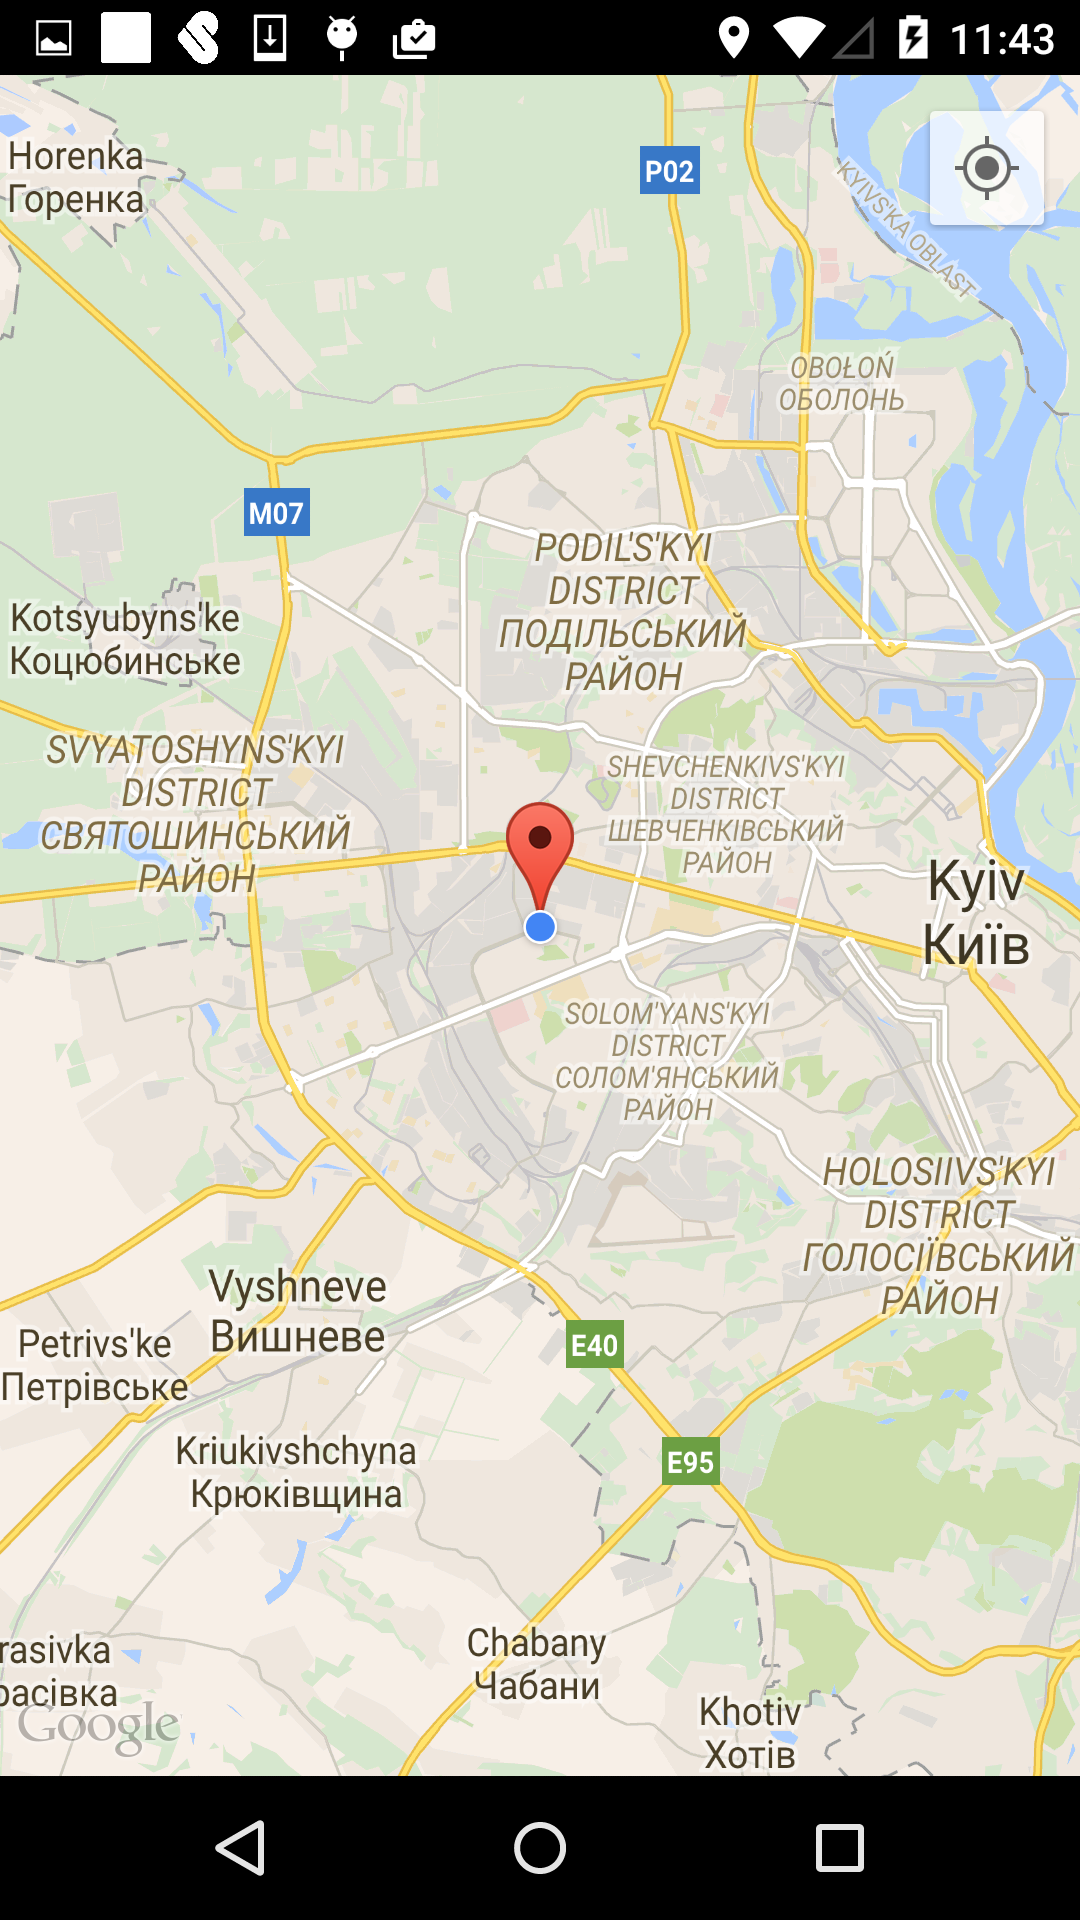 11:43
Horenka
Горенка
P02
KYIVS'KA OBLAST
OBOŁOŃ
ОБОЛОНЬ
M07
PODIL'S'KYI
DISTRICT
ПОДІЛЬСЬКИЙ
РАЙОН
Kotsyubyns'ke
Коцюбинське
SVYATOSHYNS'KYI
DISTRICT
СВЯТОШИНСЬКИЙ
РАЙОН
SHEVCHENKIVS'KYI
DISTRICT
ШЕВЧЕНКІВСЬКИЙ
РАЙОН
Kyiv
Київ
SOLOM'YANS'KYI
DISTRICT
СОЛОМ'ЯНСЬКИЙ
РАЙОН
HOLOSIIVS'KYI
DISTRICT
ГОЛОСІЇВСЬКИЙ
РАЙОН
Vyshneve
Вишневе
Petrivs'ke
Петрівське
E40
Kriukivshchyna
Крюківщина
E95
rasivka
расівка
Chabany
Чабани
Google
Khotiv
Хотів